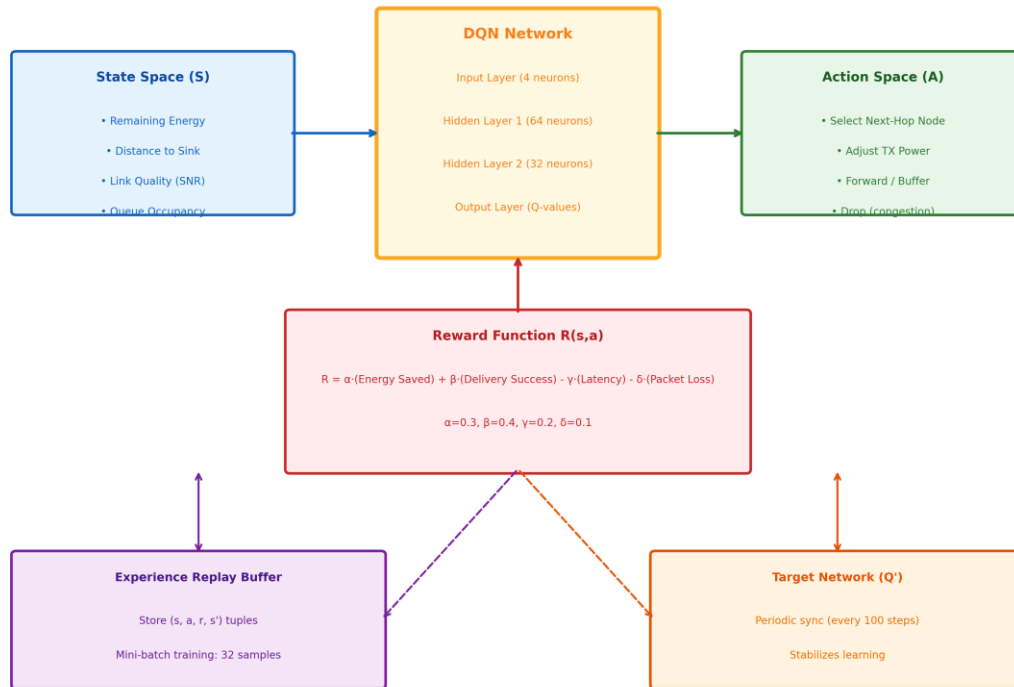 State Space (S)
• Remaining Energy
• Distance to Sink
• Link Quality (SNR)
• Queue Occupancy
DQN Network
Input Layer (4 neurons)
Hidden Layer 1 (64 neurons)
Hidden Layer 2 (32 neurons)
Output Layer (Q-values)
Action Space (A)
• Select Next-Hop Node
• Adjust TX Power
• Forward / Buffer
• Drop (congestion)
Reward Function R(s,a)
R = α·(Energy Saved) + β·(Delivery Success) - γ·(Latency) - δ·(Packet Loss)
α=0.3, β=0.4, γ=0.2, δ=0.1
Experience Replay Buffer
Store (s, a, r, s') tuples
Mini-batch training: 32 samples
Target Network (Q')
Periodic sync (every 100 steps)
Stabilizes learning